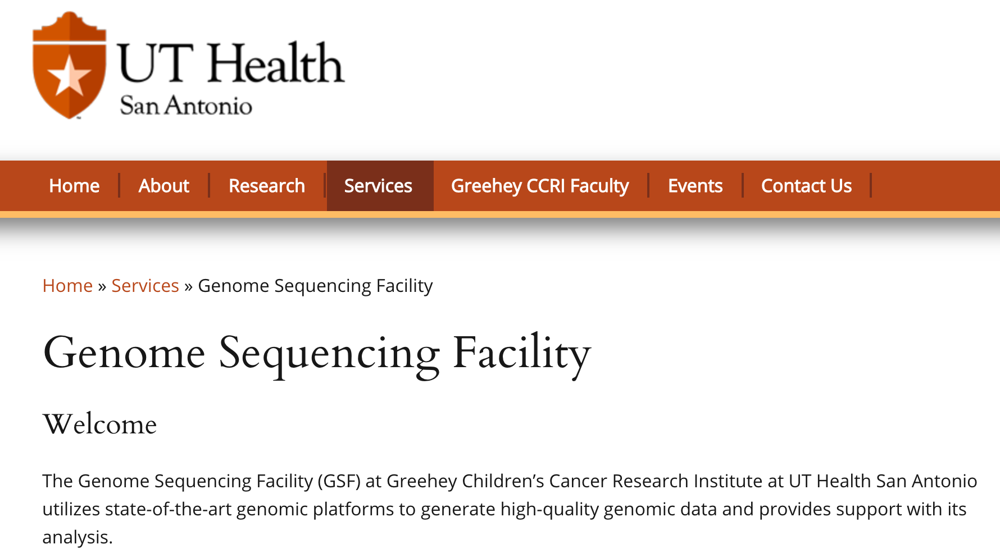 UT Health
San Antonio
Home About Research Services Greehey CCRI Faculty Events Contact Us
Home » Services » Genome Sequencing Facility
Genome Sequencing Facility
Welcome
The Genome Sequencing Facility (GSF) at Greehey Children’s Cancer Research Institute at UT Health San Antonio
utilizes state-of-the-art genomic platforms to generate high-quality genomic data and provides support with its
analysis.